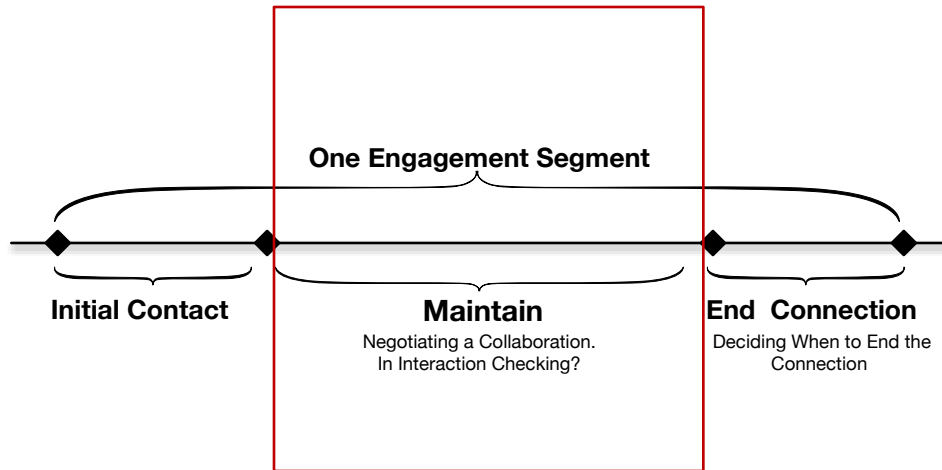 One Engagement Segment
Initial Contact
Maintain
End Connection
Negotiating a Collaboration.
In Interaction Checking?
Deciding When to End the
Connection